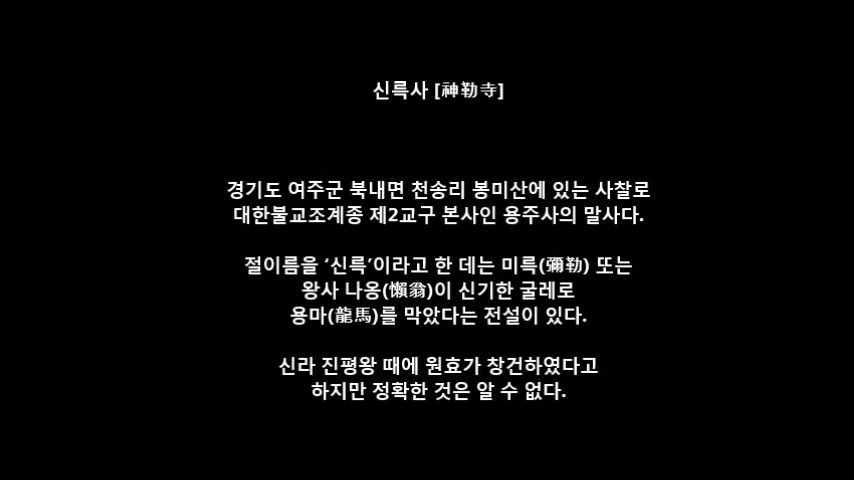 신륵사 [神勒寺]
경기도 여주군 북내면 천송리 봉미산에 있는 사찰로
대한불교조계종 제2교구 본사인 용주사의 말사다.
절이름을 ‘신륵’이라고 한 데는 미륵(彌勒) 또는
왕사 나옹(懶翁)이 신기한 굴레로
용마(龍馬)를 막았다는 전설이 있다.
신라 진평왕 때에 원효가 창건하였다고
하지만 정확한 것은 알 수 없다.